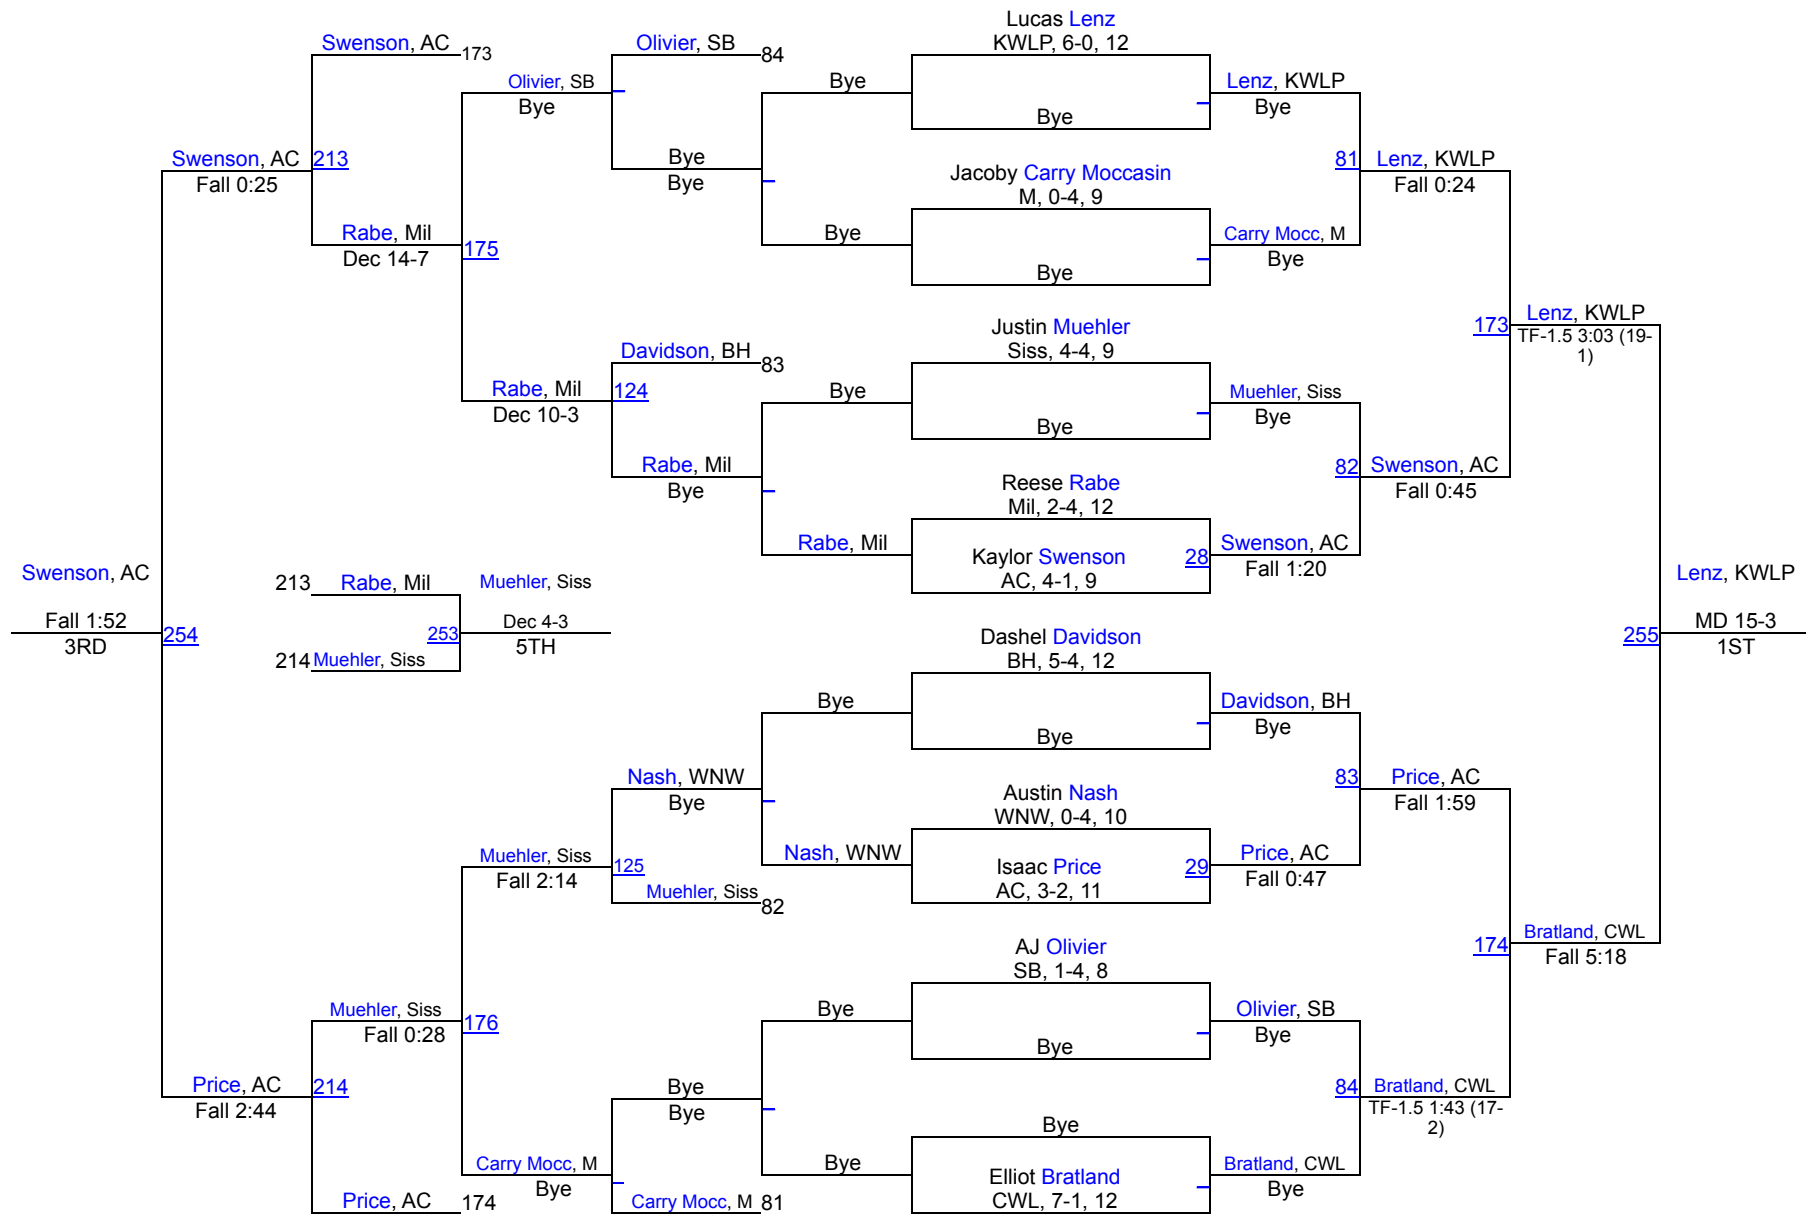 Lucas Lenz
KWLP, 6-0, 12
Swenson, AC
173
Olivier, SB
84
Olivier, SB
Bye
Bye
Lenz, KWLP
Bye
Bye
Swenson, AC
213
Fall 0:25
Bye
Bye
Jacoby Carry Moccasin
M, 0-4, 9
81
Lenz, KWLP
Fall 0:24
Rabe, Mil
Dec 14-7
175
Bye
Bye
Carry Mocc, M
Bye
Justin Muehler
Siss, 4-4, 9
173
Lenz, KWLP
TF-1.5 3:03 (19-
1)
Davidson, BH
83
Rabe, Mil
Dec 10-3
124
Bye
Bye
Muehler, Siss
Bye
Rabe, Mil
Bye
Reese Rabe
Mil, 2-4, 12
82
Swenson, AC
Fall 0:45
Rabe, Mil
Kaylor Swenson
AC, 4-1, 9
28
Swenson, AC
Fall 1:20
Swenson, AC
Fall 1:52
3RD
254
213
Rabe, Mil
214
Muehler, Siss
253
Muehler, Siss
Dec 4-3
5TH
Lenz, KWLP
255
MD 15-3
1ST
Dashel Davidson
BH, 5-4, 12
Bye
Bye
Davidson, BH
Bye
Nash, WNW
Bye
Austin Nash
WNW, 0-4, 10
83
Price, AC
Fall 1:59
Muehler, Siss
Fall 2:14
125
Nash, WNW
Isaac Price
AC, 3-2, 11
29
Price, AC
Fall 0:47
Muehler, Siss
82
AJ Olivier
SB, 1-4, 8
174
Bratland, CWL
Fall 5:18
Muehler, Siss
Fall 0:28
176
Bye
Bye
Olivier, SB
Bye
Price, AC
Fall 2:44
214
Bye
Bye
84
Bratland, CWL
TF-1.5 1:43 (17-
2)
Bye
Carry Mocc, M
Bye
Bye
Elliot Bratland
CWL, 7-1, 12
Bratland, CWL
Bye
Price, AC
174
Carry Mocc, M
81